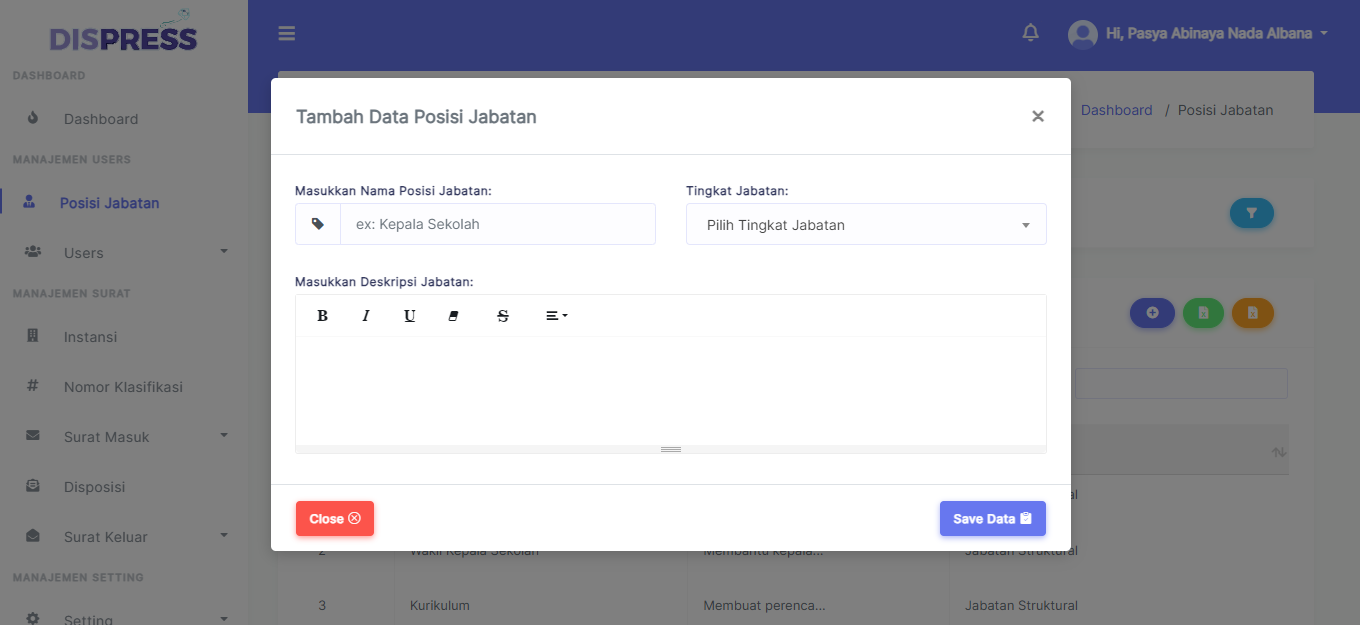 DISPRESS
Hi, Pasya Abinaya Nada Albana
DASHBOARD
Dashboard
MANAJEMEN USERS
Posisi Jabatan
Users
MANAJEMEN SURAT
Instansi
# Nomor Klasifikasi
Surat Masuk
Disposisi
Surat Keluar
MANAJEMEN SETTING
Setting
Dashboard / Posisi Jabatan
Tambah Data Posisi Jabatan ×
Masukkan Nama Posisi Jabatan:
ex: Kepala Sekolah
Tingkat Jabatan:
Pilih Tingkat Jabatan
Masukkan Deskripsi Jabatan:
B I U S
Close
Save Data
al
2 Wakil Kepala Sekolah Membantu kepala... Jabatan Struktural
3 Kurikulum Membuat perenca... Jabatan Struktural